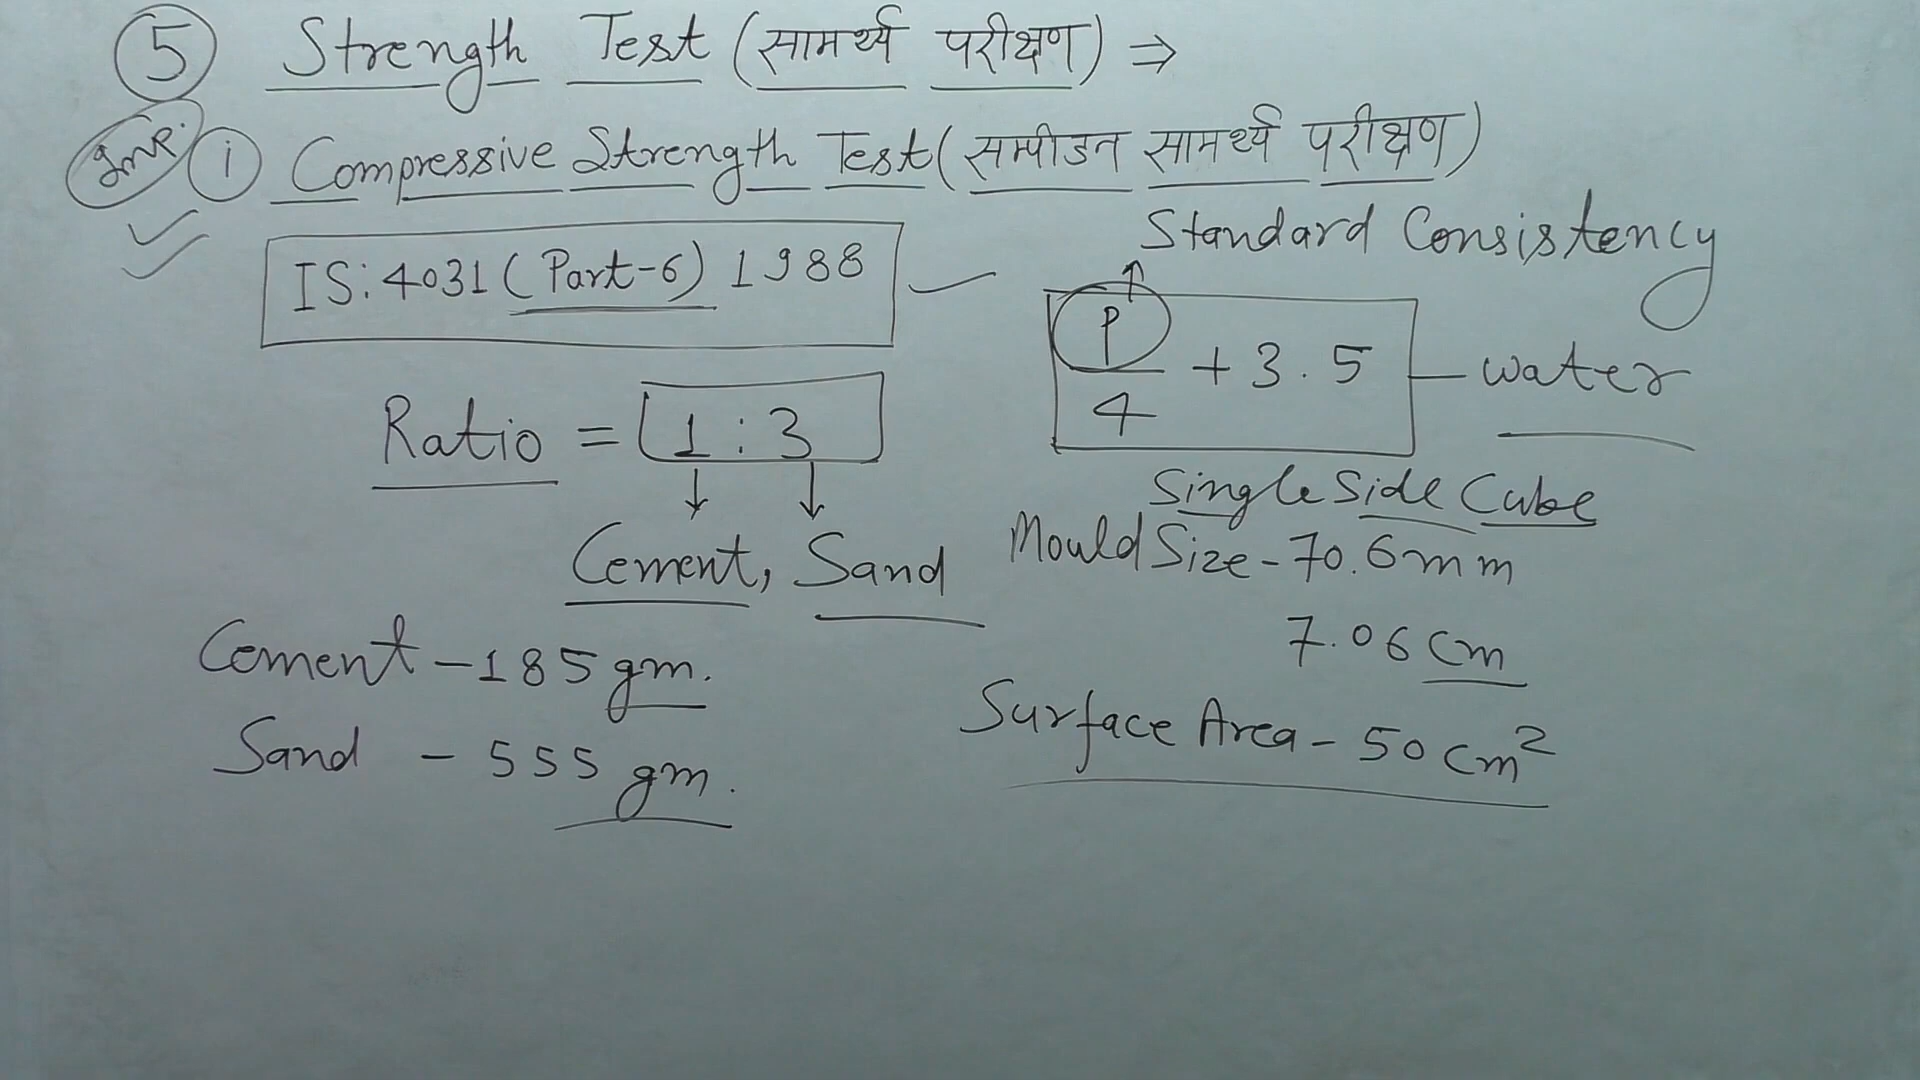 5 Strength Test (सामर्थ्य परीक्षण) ⇒
Imp. i Compressive Strength Test (सम्पीडन सामर्थ्य परीक्षण)
IS: 4031 (Part-6) 1988
Standard Consistency
P/4 + 3.5 — water
Ratio = 1 : 3
Cement, Sand
Single Side Cube
Mould Size - 70.6 mm
7.06 cm
Cement - 185 gm.
Sand - 555 gm.
Surface Area - 50 cm²